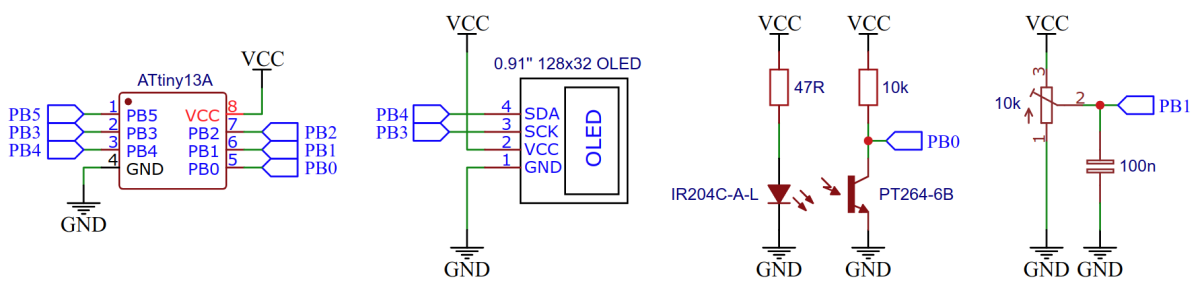 ATtiny13A
VCC
PB5 1 PB5 VCC 8
PB3 2 PB3 PB2 7 PB2
PB4 3 PB4 PB1 6 PB1
4 GND PB0 5 PB0
GND
VCC
0.91" 128x32 OLED
PB4 4 SDA
PB3 3 SCK
2 VCC
1 GND
OLED
GND
VCC VCC
47R 10k
PB0
IR204C-A-L PT264-6B
GND GND
VCC
3
10k 2 PB1
1
100n
GND GND